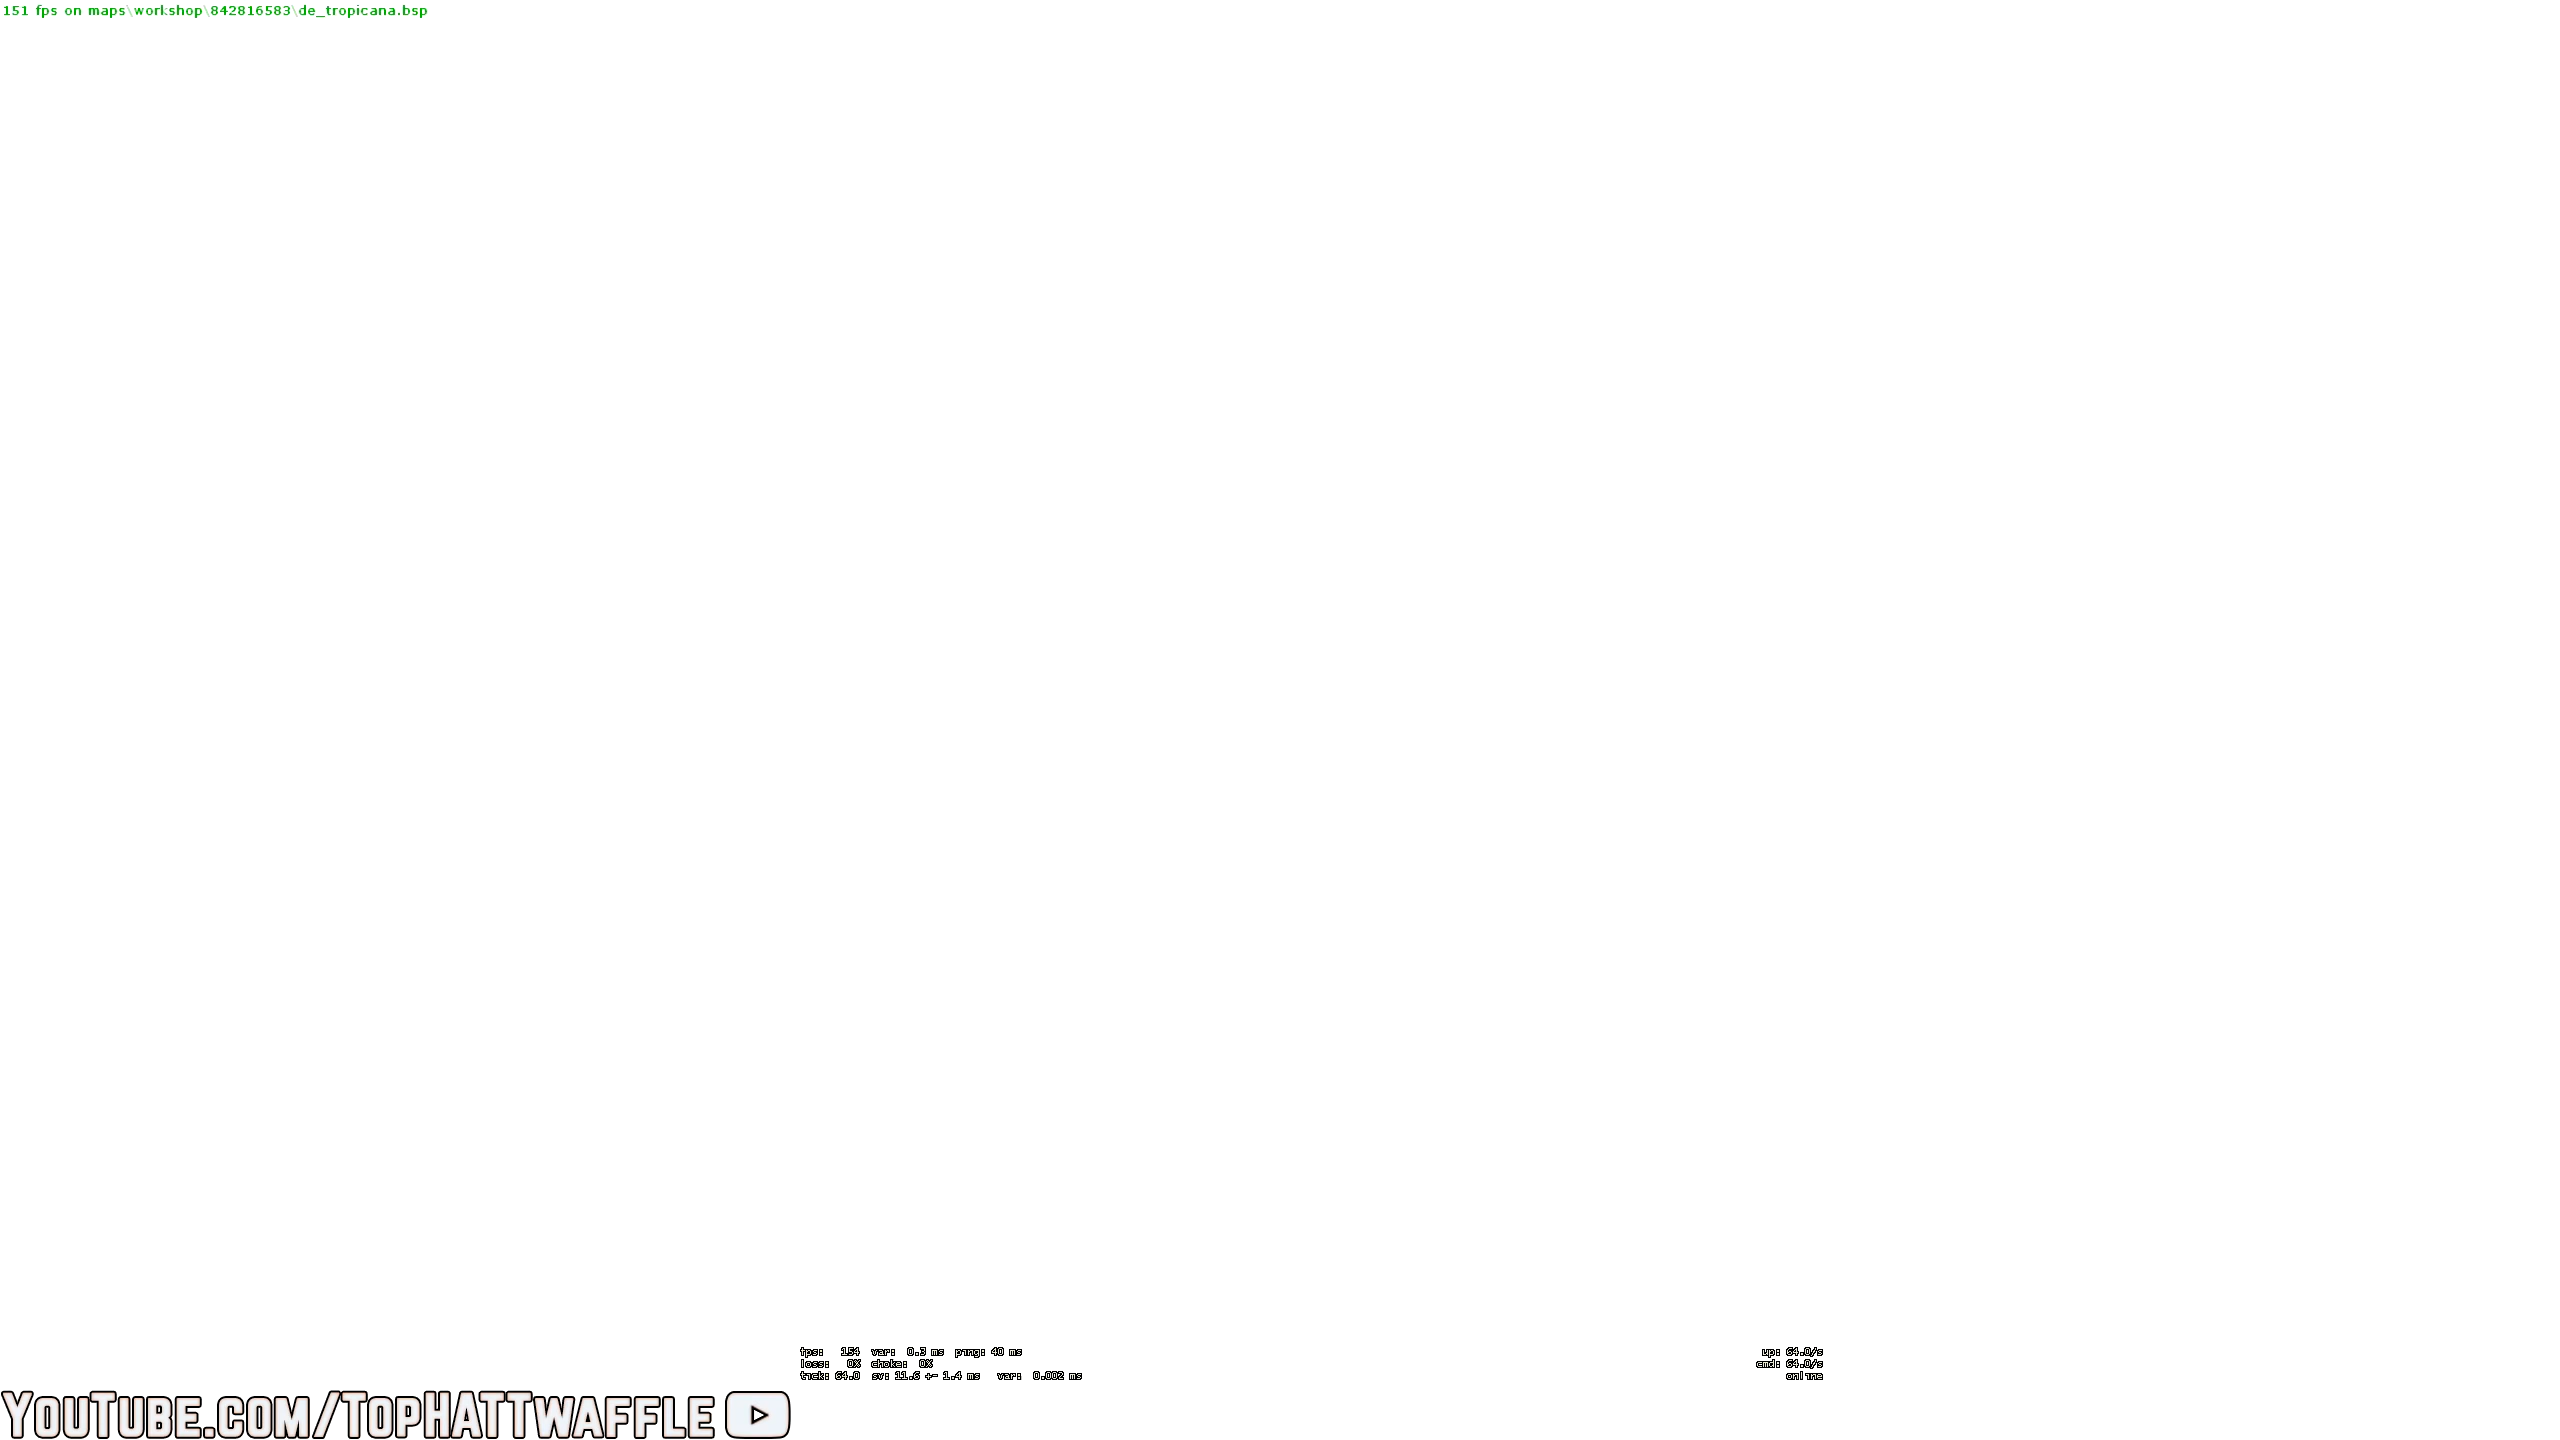 151 fps on maps\workshop\842816583\de_tropicana.bsp
fps: 154 var: 0.3 ms ping: 40 ms
up: 64.0/s
loss: 0% choke: 0%
cmd: 64.0/s
tick: 64.0 sv: 11.6 +- 1.4 ms var: 0.002 ms
online
YouTube.com/TopHATTwaffle